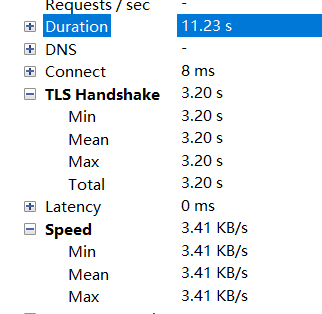 Requests / sec -
Duration 11.23 s
DNS -
Connect 8 ms
TLS Handshake 3.20 s
Min 3.20 s
Mean 3.20 s
Max 3.20 s
Total 3.20 s
Latency 0 ms
Speed 3.41 KB/s
Min 3.41 KB/s
Mean 3.41 KB/s
Max 3.41 KB/s